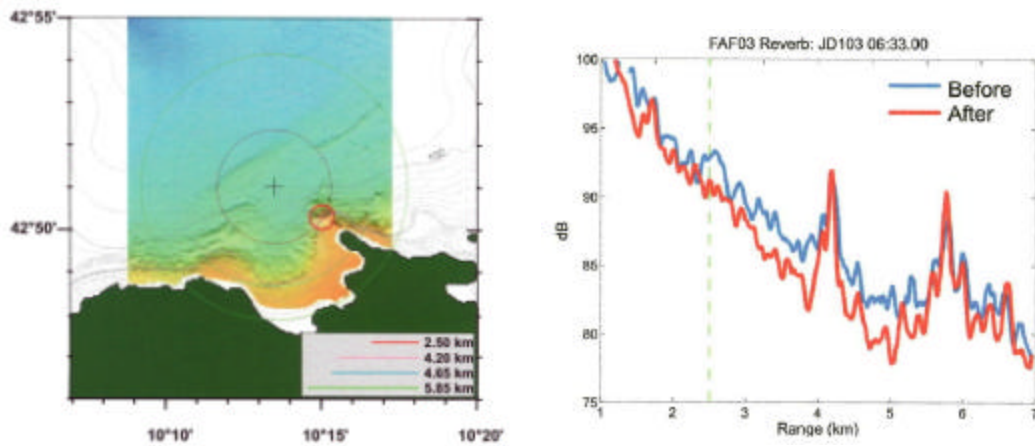 42°55'
42°50'
10°10' 10°15' 10°20'
2.50 km
4.20 km
4.65 km
5.85 km
FAF03 Reverb: JD103 06:33.00
Before
After
100
95
90
85
80
75
dB
1 2 3 4 5 6 7
Range (km)